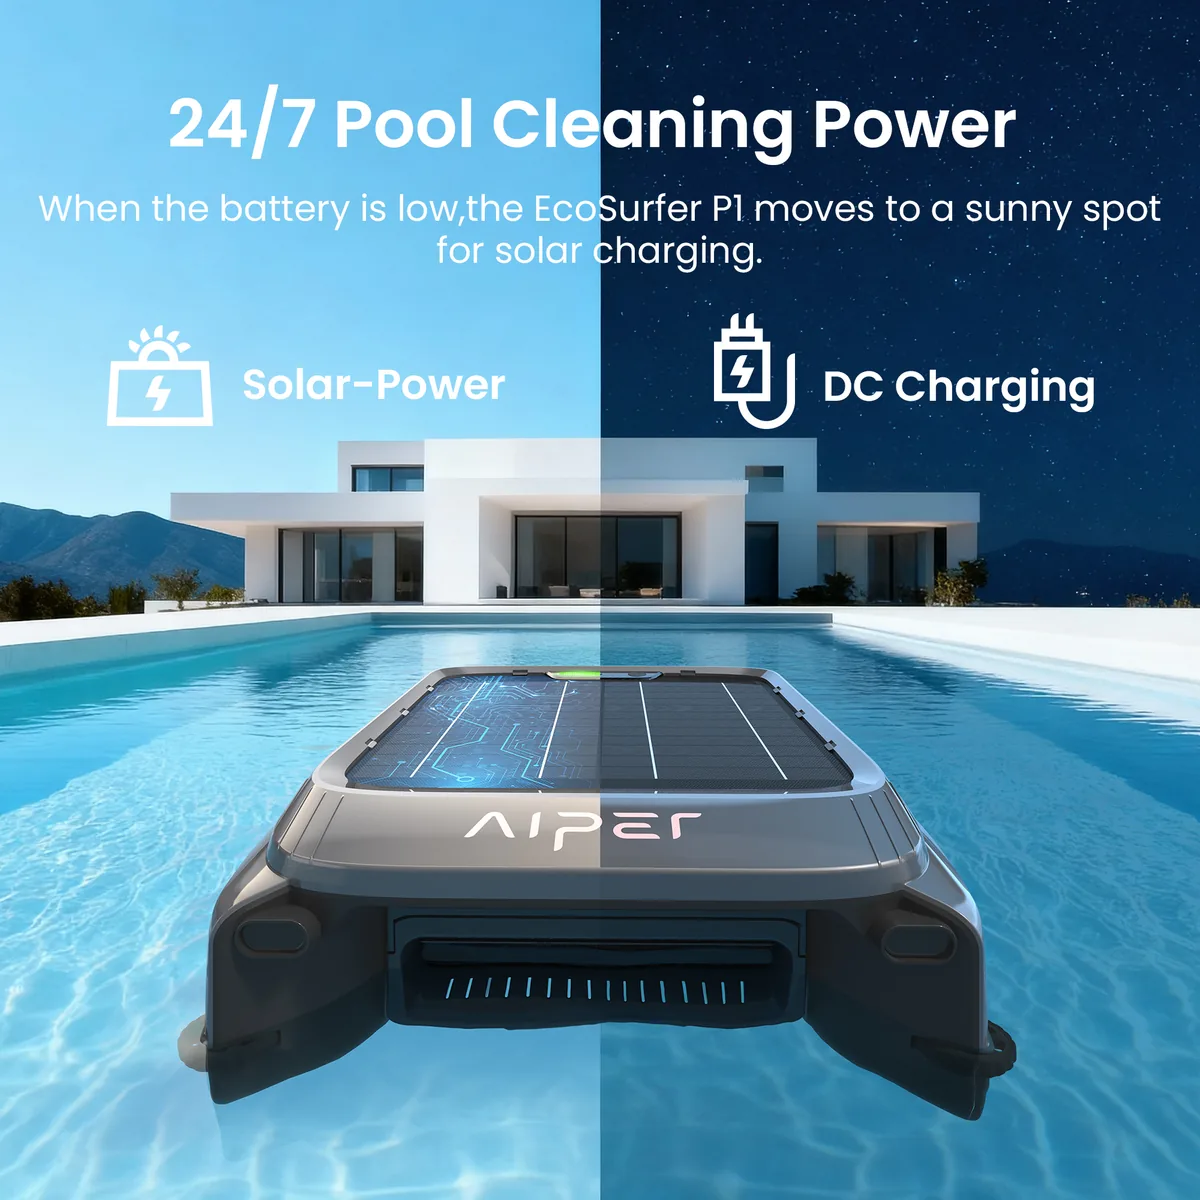 24/7 Pool Cleaning Power
When the battery is low,the EcoSurfer P1 moves to a sunny spot
for solar charging.
Solar-Power
DC Charging
AIPER